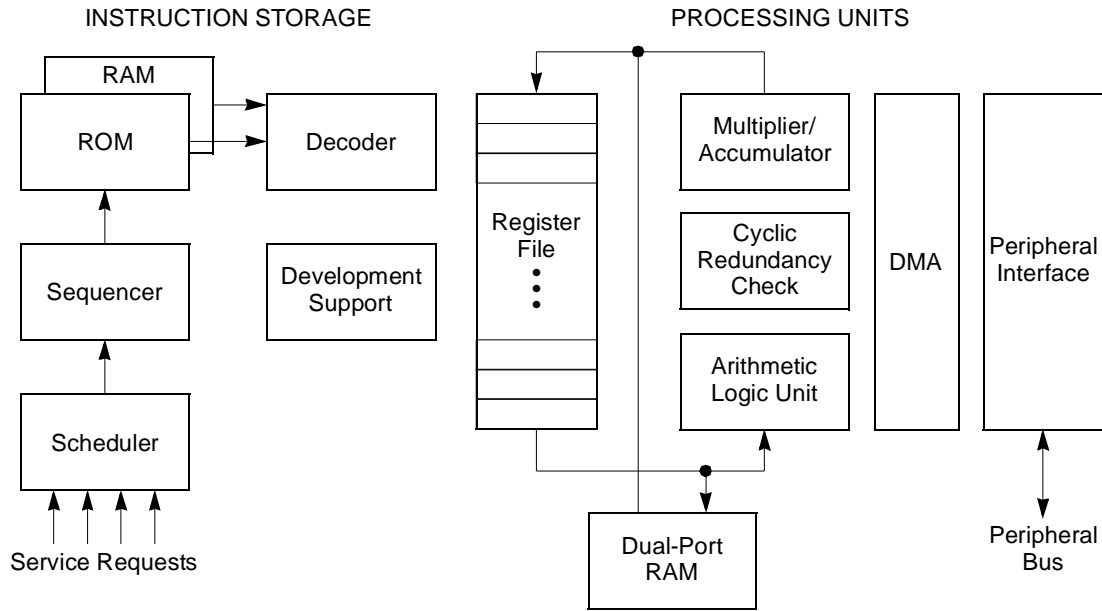 INSTRUCTION STORAGE
PROCESSING UNITS
RAM
ROM
Decoder
Sequencer
Development
Support
Scheduler
Service Requests
Register
File
Multiplier/
Accumulator
Cyclic
Redundancy
Check
Arithmetic
Logic Unit
DMA
Peripheral
Interface
Dual-Port
RAM
Peripheral
Bus